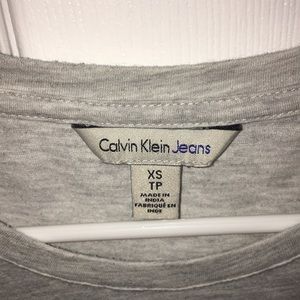 Calvin Klein Jeans
XS
TP
MADE IN
INDIA
FABRIQUÉ EN
INDE